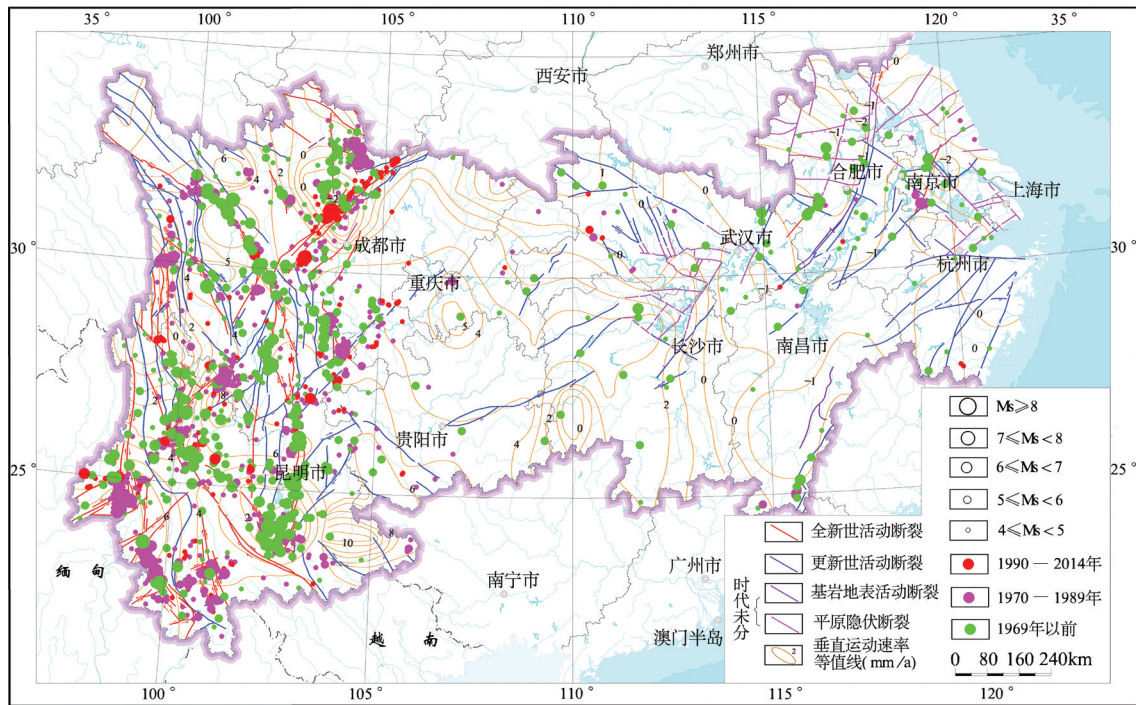 35° 100° 105° 110° 115° 120° 35°
郑州市
西安市
合肥市
南京市
上海市
30°
成都市
武汉市
30°
杭州市
重庆市
长沙市
南昌市
贵阳市
25°
昆明市
25°
缅甸
南宁市
广州市
越南
澳门半岛
Ms≥8
7≤Ms<8
6≤Ms<7
5≤Ms<6
4≤Ms<5
1990－2014年
1970－1989年
1969年以前
0 80 160 240km
全新世活动断裂
更新世活动断裂
时代未分
基岩地表活动断裂
平原隐伏断裂
2
垂直运动速率
等值线(mm/a)
100° 105° 110° 115° 120°